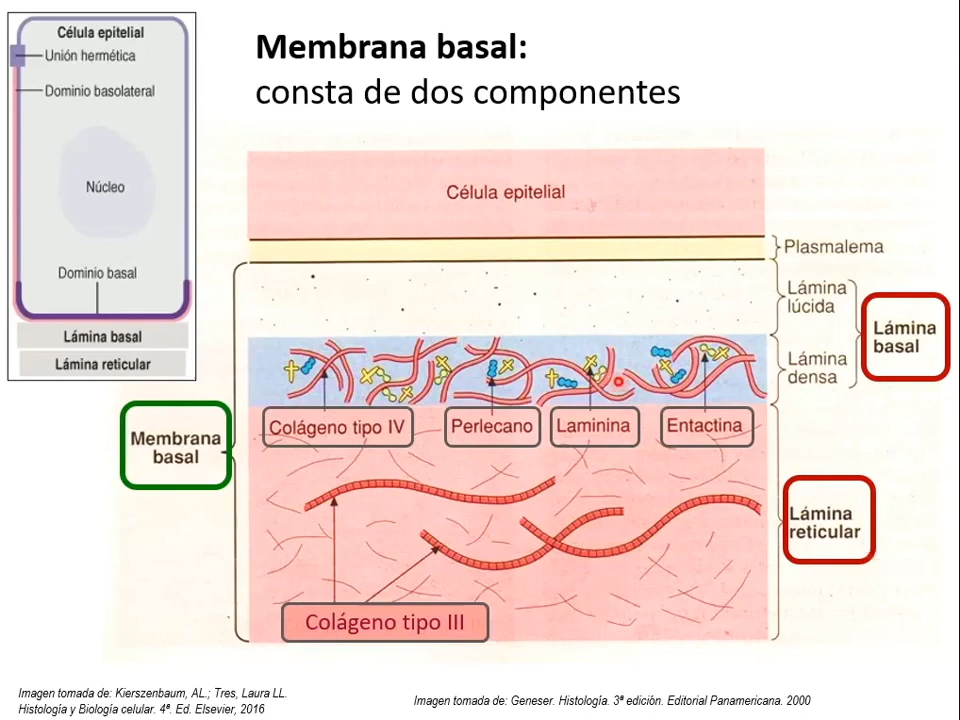 Célula epitelial
Unión hermética
Dominio basolateral
Núcleo
Dominio basal
Lámina basal
Lámina reticular
Membrana basal:
consta de dos componentes
Célula epitelial
Plasmalema
Lámina
lúcida
Lámina
basal
Lámina
densa
Membrana
basal
Colágeno tipo IV
Perlecano
Laminina
Entactina
Lámina
reticular
Colágeno tipo III
Imagen tomada de: Kierszenbaum, AL.; Tres, Laura LL.
Histología y Biología celular. 4ª. Ed. Elsevier, 2016
Imagen tomada de: Geneser. Histología. 3ª edición. Editorial Panamericana. 2000